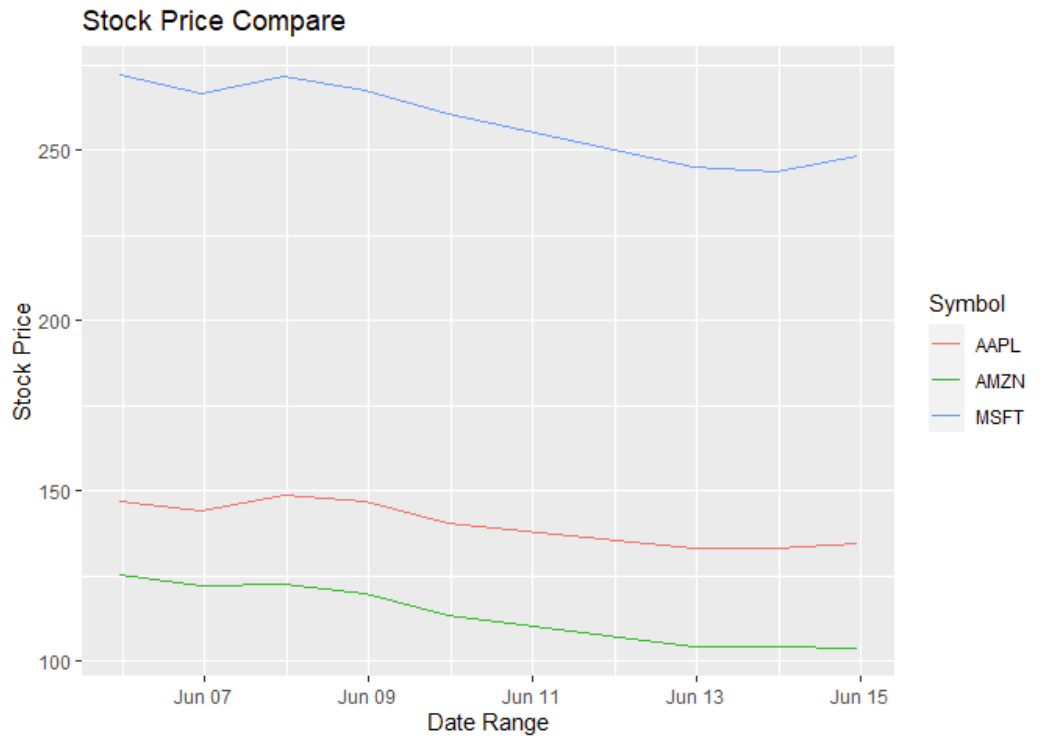 Stock Price Compare
250
200
150
100
Stock Price
Jun 07
Jun 09
Jun 11
Jun 13
Jun 15
Date Range
Symbol
AAPL
AMZN
MSFT